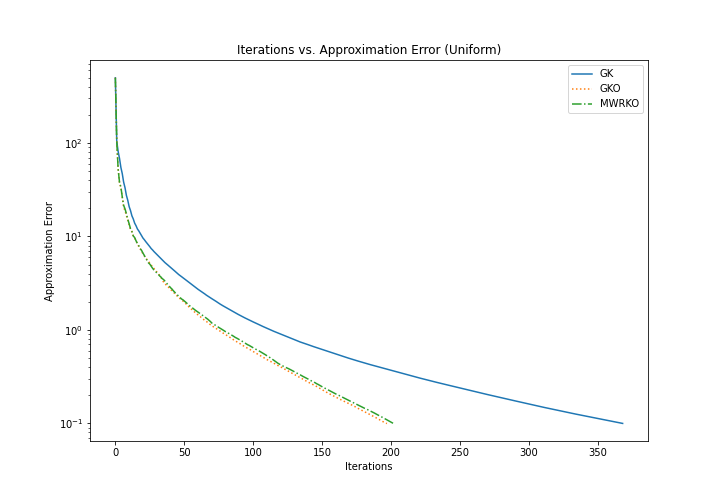 Iterations vs. Approximation Error (Uniform)
GK
GKO
MWRKO
Approximation Error
10²
10¹
10⁰
10⁻¹
0 50 100 150 200 250 300 350
Iterations